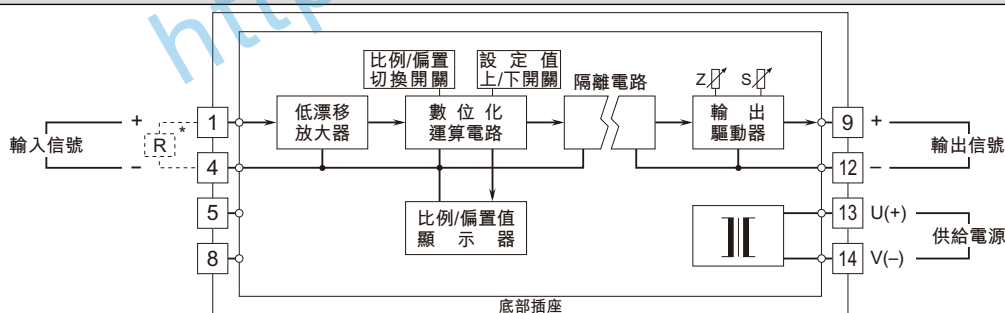 http
比例/偏置
切換開關
設定值
上/下開關
隔離電路
Z
S
+
*
R
輸入信號
−
1
4
5
8
低漂移
放大器
數位化
運算電路
輸出
驅動器
9
+
輸出信號
12
–
比例/偏置值
顯示器
13
U(+)
供給電源
14
V(–)
底部插座